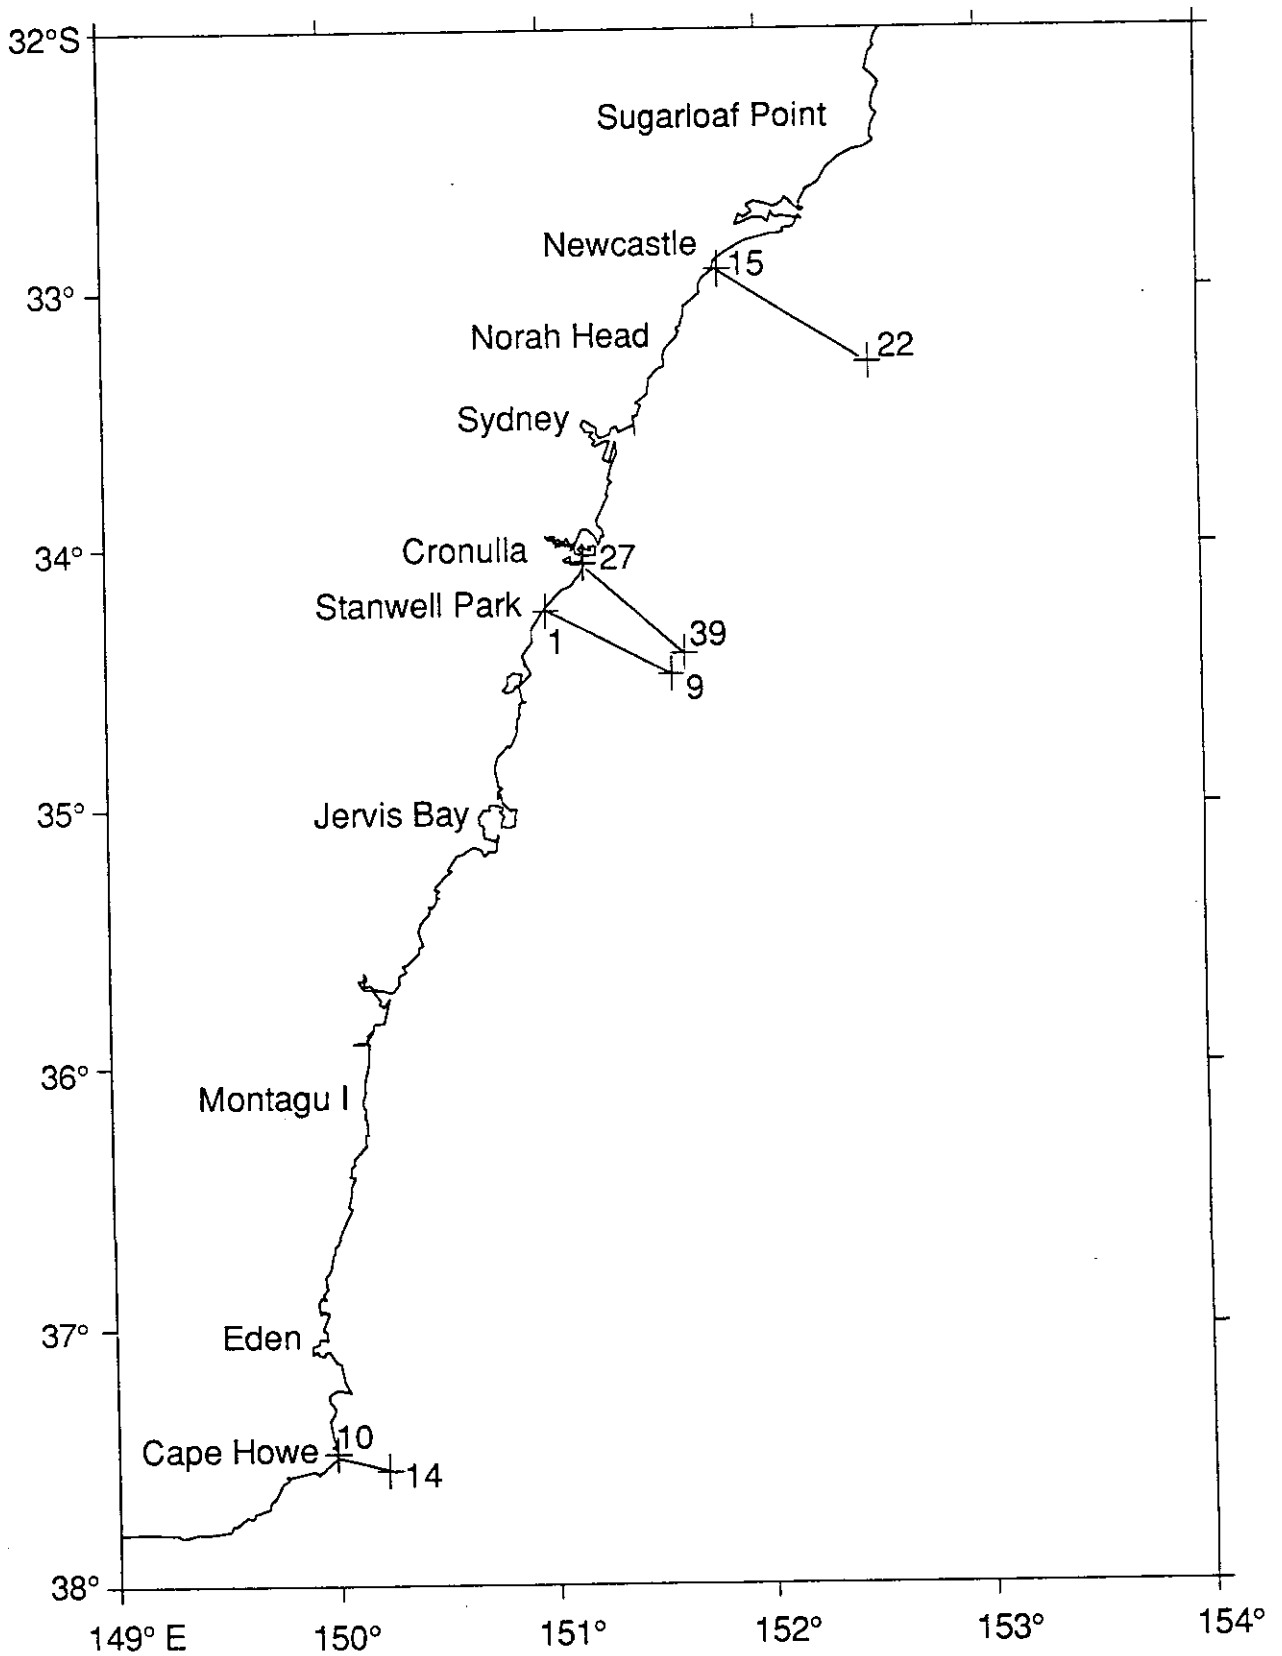 32°S
Sugarloaf Point
Newcastle
15
33°
Norah Head
22
Sydney
Cronulla
27
34°
Stanwell Park
1
39
9
Jervis Bay
35°
36°
Montagu I
Eden
37°
10
Cape Howe
14
38°
149° E
150°
151°
152°
153°
154°